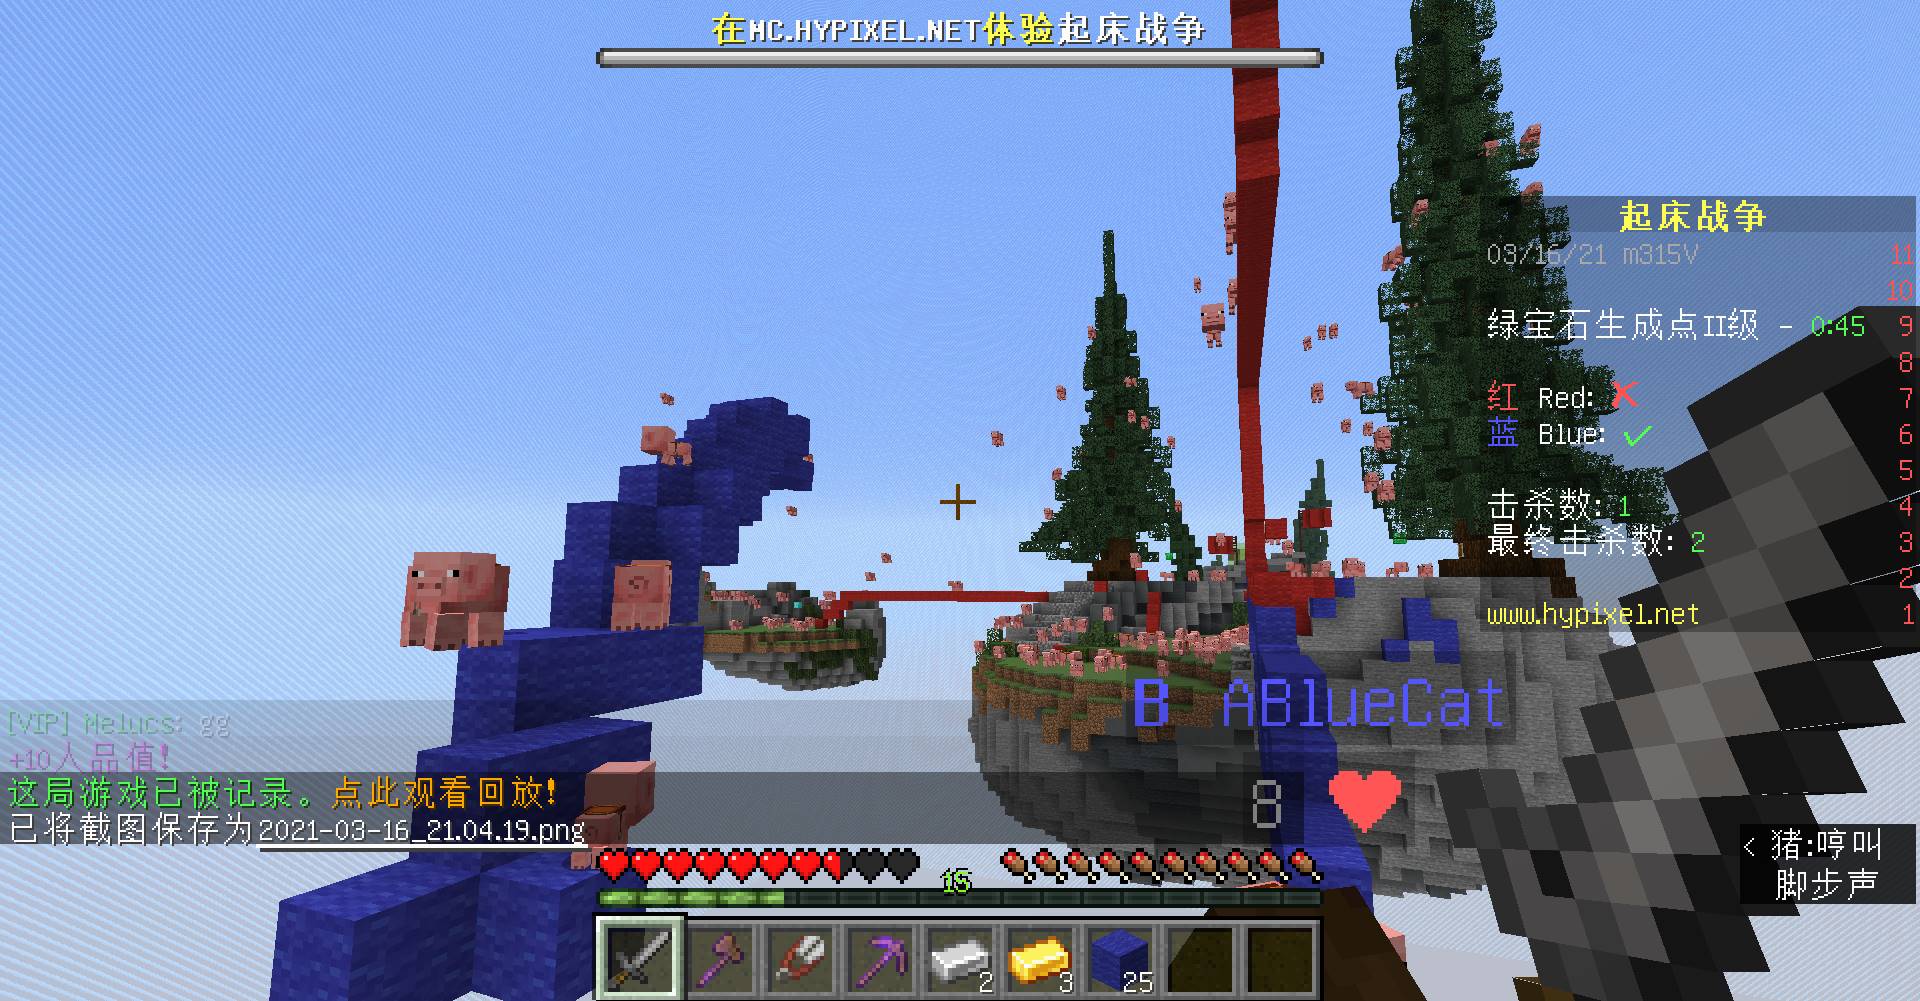 在MC.HYPIXEL.NET体验起床战争
起床战争
03/16/21 m315V 11
10
绿宝石生成点II级 - 0:45 9
8
红 Red: ✗ 7
蓝 Blue: ✓ 6
5
击杀数: 1 4
最终击杀数: 2 3
2
www.hypixel.net 1
B ABlueCat
8
[VIP] Melucs: gg
+10人品值!
这局游戏已被记录。点此观看回放!
已将截图保存为2021-03-16_21.04.19.png
< 猪:哼叫
脚步声
15
2
3
25